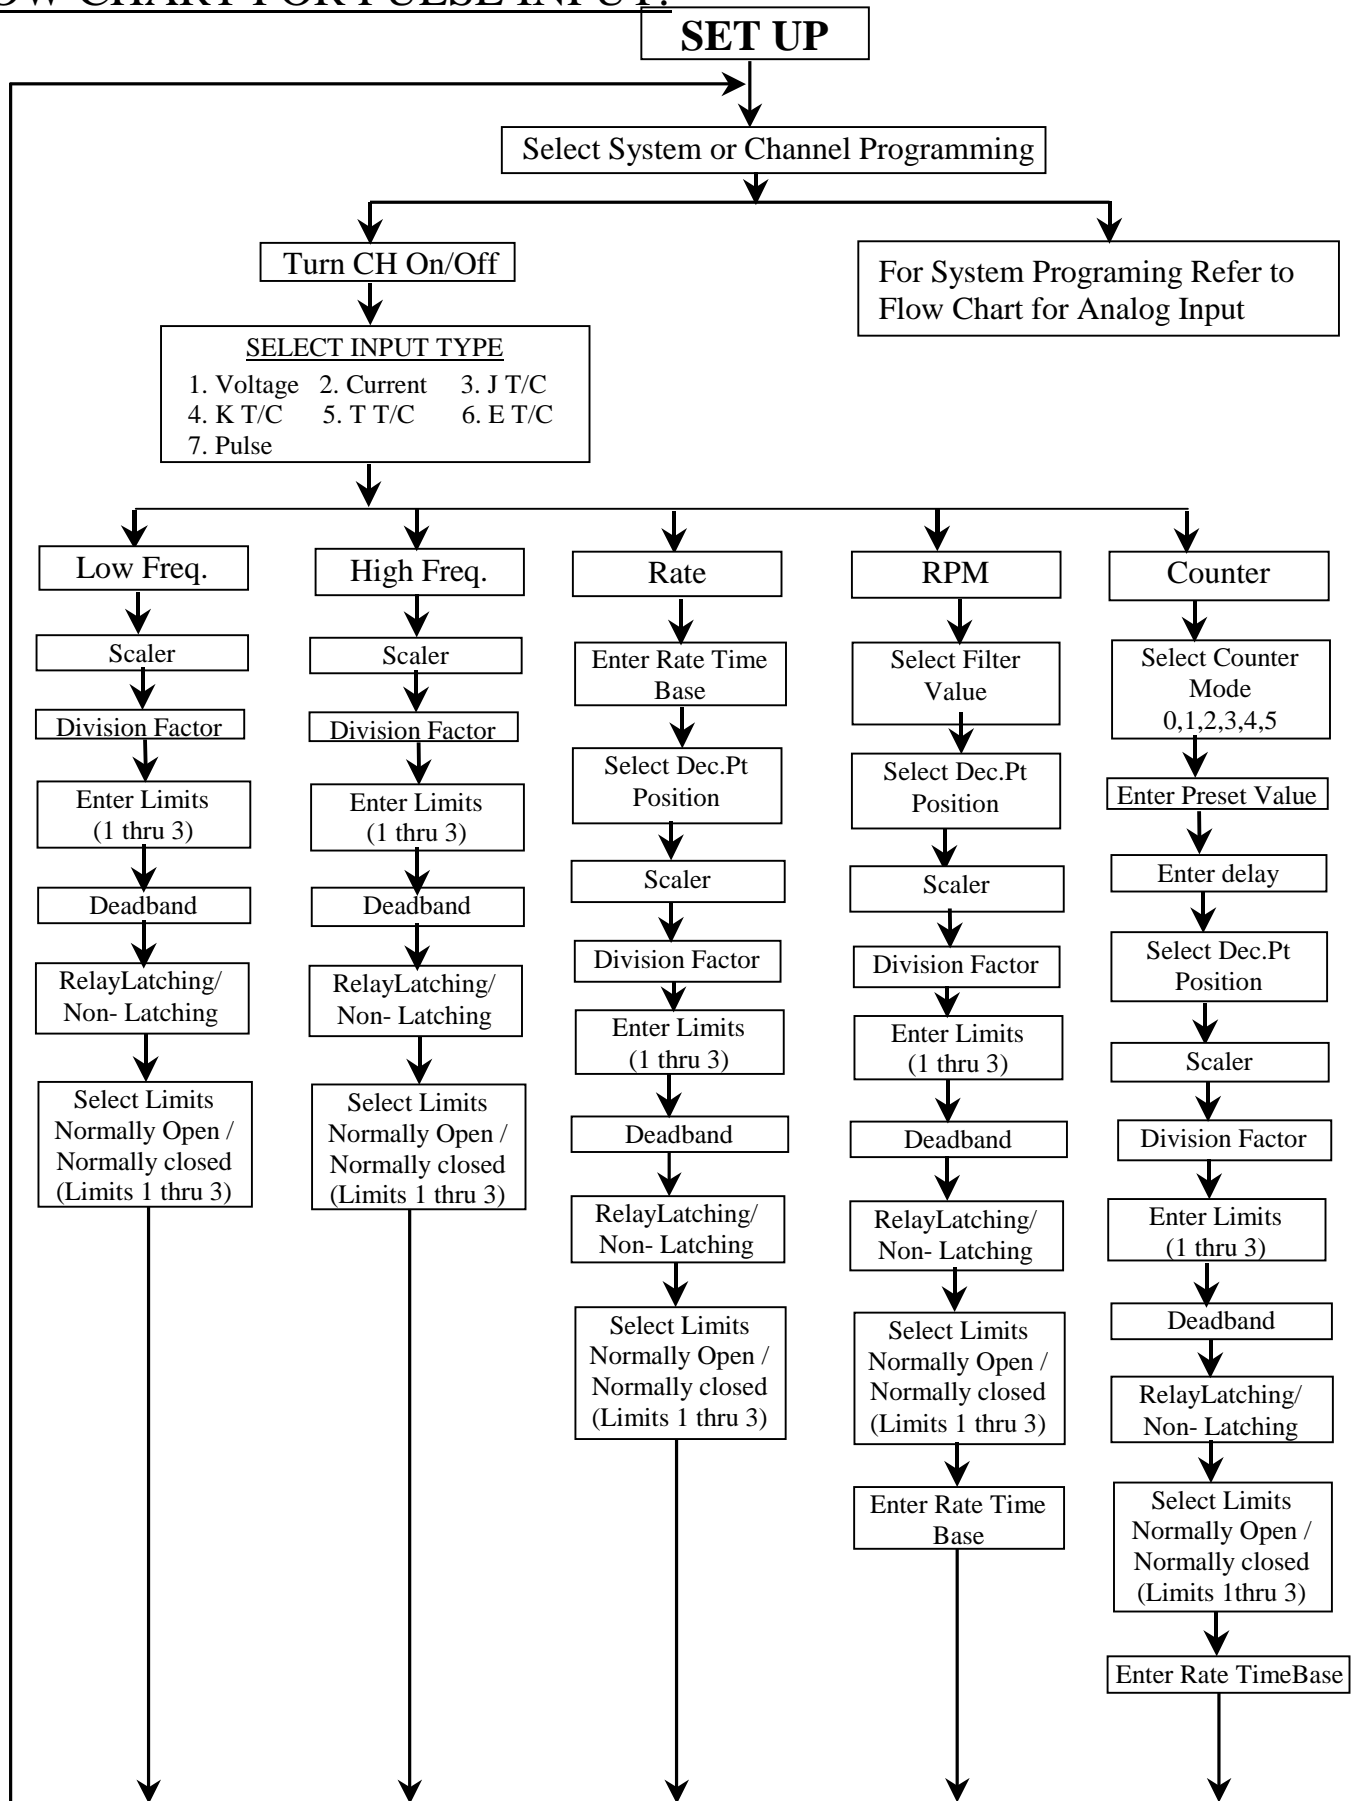 OW CHART FOR PULSE INPUT:
SET UP
Select System or Channel Programming
Turn CH On/Off
For System Programing Refer to
Flow Chart for Analog Input
SELECT INPUT TYPE
1. Voltage 2. Current 3. J T/C
4. K T/C 5. T T/C 6. E T/C
7. Pulse
Low Freq.
Scaler
Division Factor
Enter Limits
(1 thru 3)
Deadband
RelayLatching/
Non- Latching
Select Limits
Normally Open /
Normally closed
(Limits 1 thru 3)
High Freq.
Scaler
Division Factor
Enter Limits
(1 thru 3)
Deadband
RelayLatching/
Non- Latching
Select Limits
Normally Open /
Normally closed
(Limits 1 thru 3)
Rate
Enter Rate Time
Base
Select Dec.Pt
Position
Scaler
Division Factor
Enter Limits
(1 thru 3)
Deadband
RelayLatching/
Non- Latching
Select Limits
Normally Open /
Normally closed
(Limits 1 thru 3)
RPM
Select Filter
Value
Select Dec.Pt
Position
Scaler
Division Factor
Enter Limits
(1 thru 3)
Deadband
RelayLatching/
Non- Latching
Select Limits
Normally Open /
Normally closed
(Limits 1 thru 3)
Enter Rate Time
Base
Counter
Select Counter
Mode
0,1,2,3,4,5
Enter Preset Value
Enter delay
Select Dec.Pt
Position
Scaler
Division Factor
Enter Limits
(1 thru 3)
Deadband
RelayLatching/
Non- Latching
Select Limits
Normally Open /
Normally closed
(Limits 1thru 3)
Enter Rate TimeBase